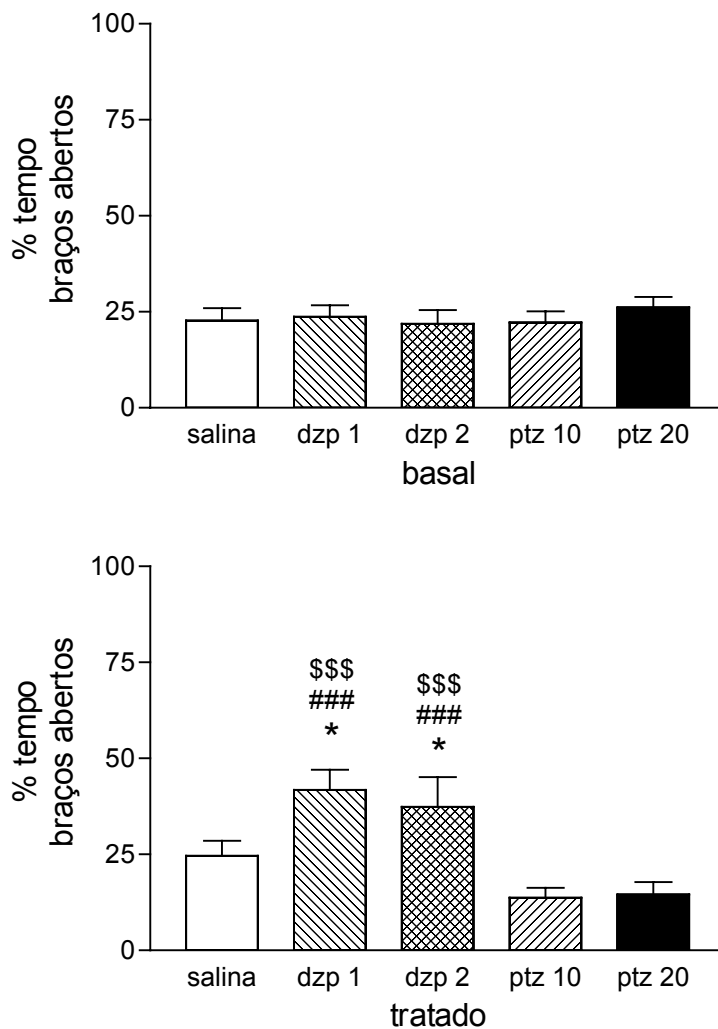 % tempo
braços abertos
100
75
50
25
0
salina dzp 1 dzp 2 ptz 10 ptz 20
basal
% tempo
braços abertos
100
75
50
25
0
$$$ $$$
### ###
* *
salina dzp 1 dzp 2 ptz 10 ptz 20
tratado